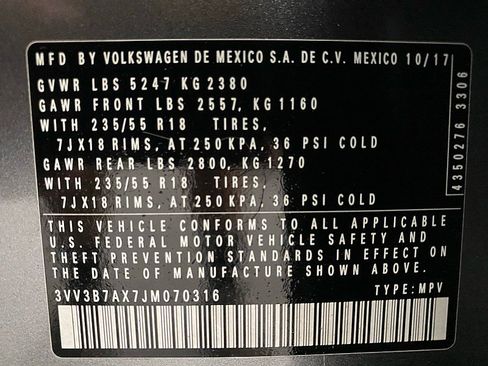 MFD BY VOLKSWAGEN DE MEXICO S.A. DE C.V. MEXICO 10/17
GVWR LBS 5247 KG 2380
GAWR FRONT LBS 2557, KG 1160
WITH 235/55 R18 TIRES,
7JX18 RIMS, AT 250 KPA, 36 PSI COLD
GAWR REAR LBS 2800, KG 1270
WITH 235/55 R18 TIRES,
7JX18 RIMS, AT 250 KPA, 36 PSI COLD
THIS VEHICLE CONFORMS TO ALL APPLICABLE
U.S. FEDERAL MOTOR VEHICLE SAFETY AND
THEFT PREVENTION STANDARDS IN EFFECT ON
THE DATE OF MANUFACTURE SHOWN ABOVE.
3VV3B7AX7JM070316 TYPE: MPV
4350276 3306